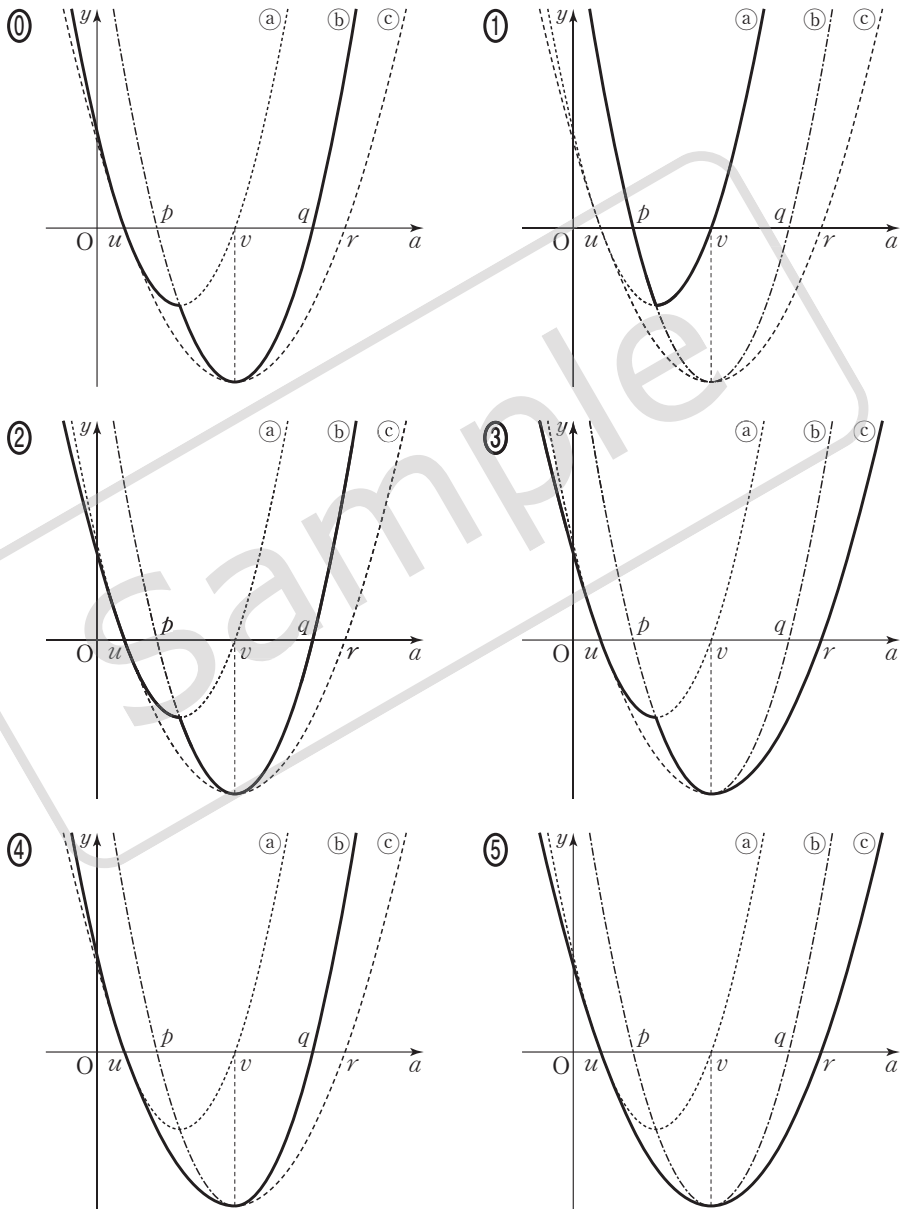 ⓪ y ⓐ ⓑ ⓒ
O u p v q r a
① y ⓐ ⓑ ⓒ
O u p v q r a
② y ⓐ ⓑ ⓒ
O u p v q r a
③ y ⓐ ⓑ ⓒ
O u p v q r a
④ y ⓐ ⓑ ⓒ
O u p v q r a
⑤ y ⓐ ⓑ ⓒ
O u p v q r a
Sample